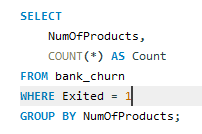 SELECT
    NumOfProducts,
    COUNT(*) AS Count
FROM bank_churn
WHERE Exited = 1
GROUP BY NumOfProducts;